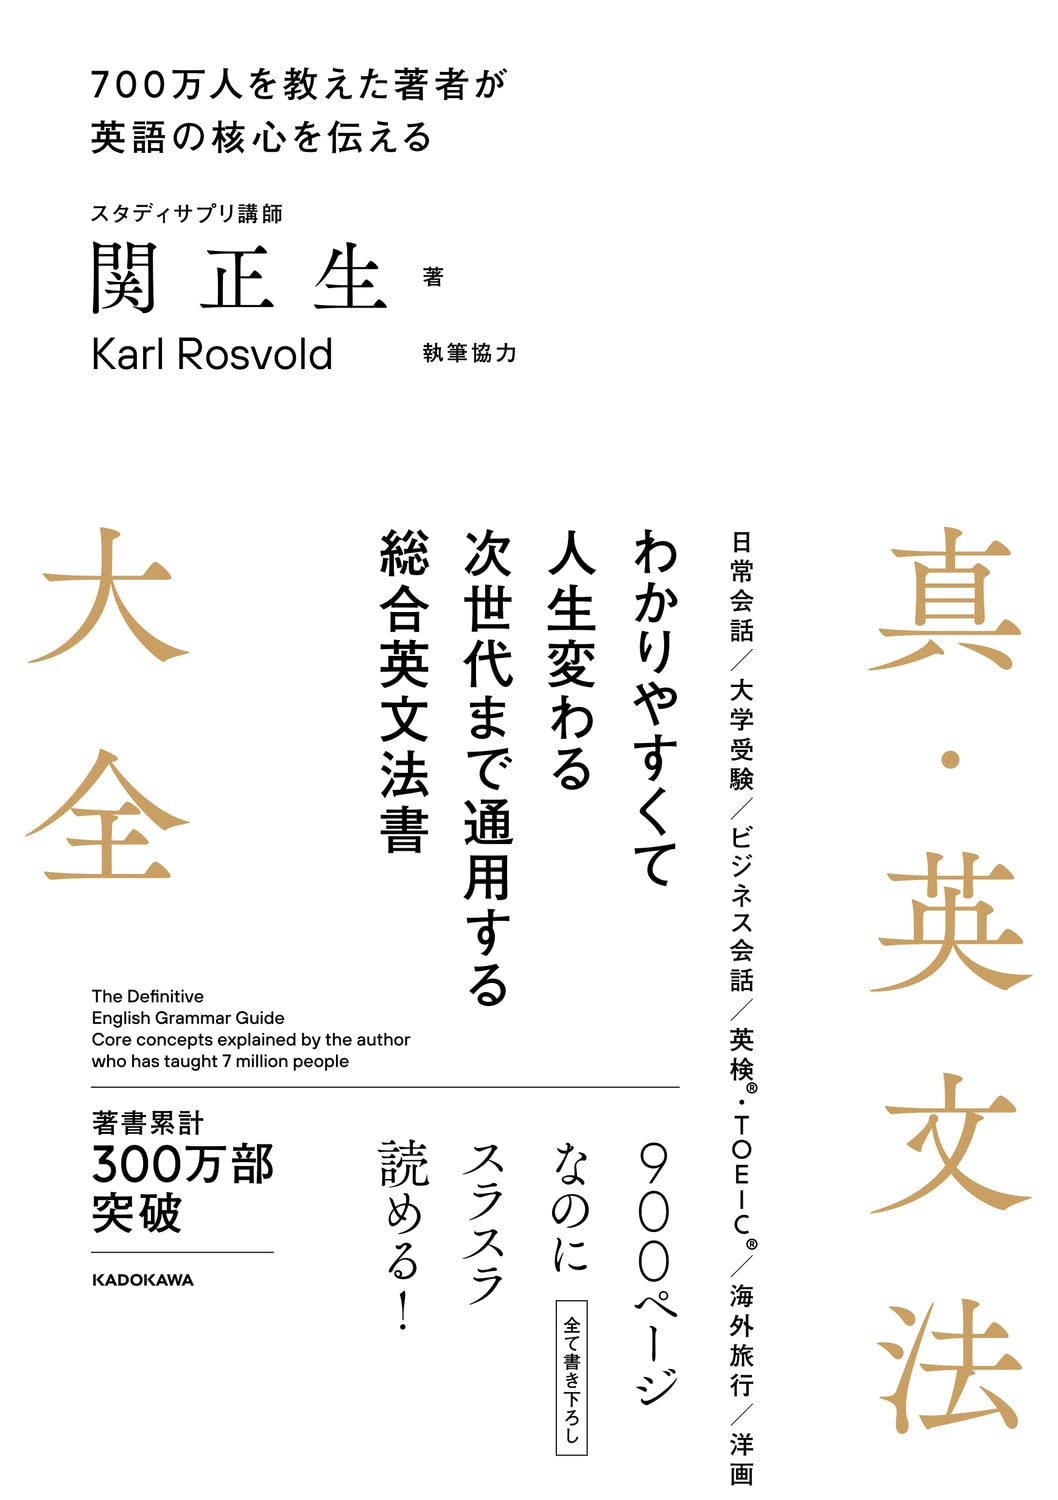 700万人を教えた著者が
英語の核心を伝える
スタディサプリ講師
関 正 生 著
Karl Rosvold 執筆協力
真・英文法
大全
日常会話／大学受験／ビジネス会話／英検®・TOEIC®／海外旅行／洋画
わかりやすくて
人生変わる
次世代まで通用する
総合英文法書
The Definitive
English Grammar Guide
Core concepts explained by the author
who has taught 7 million people
900ページ
なのに
全て書き下ろし
スラスラ
読める！
著書累計
300万部
突破
KADOKAWA